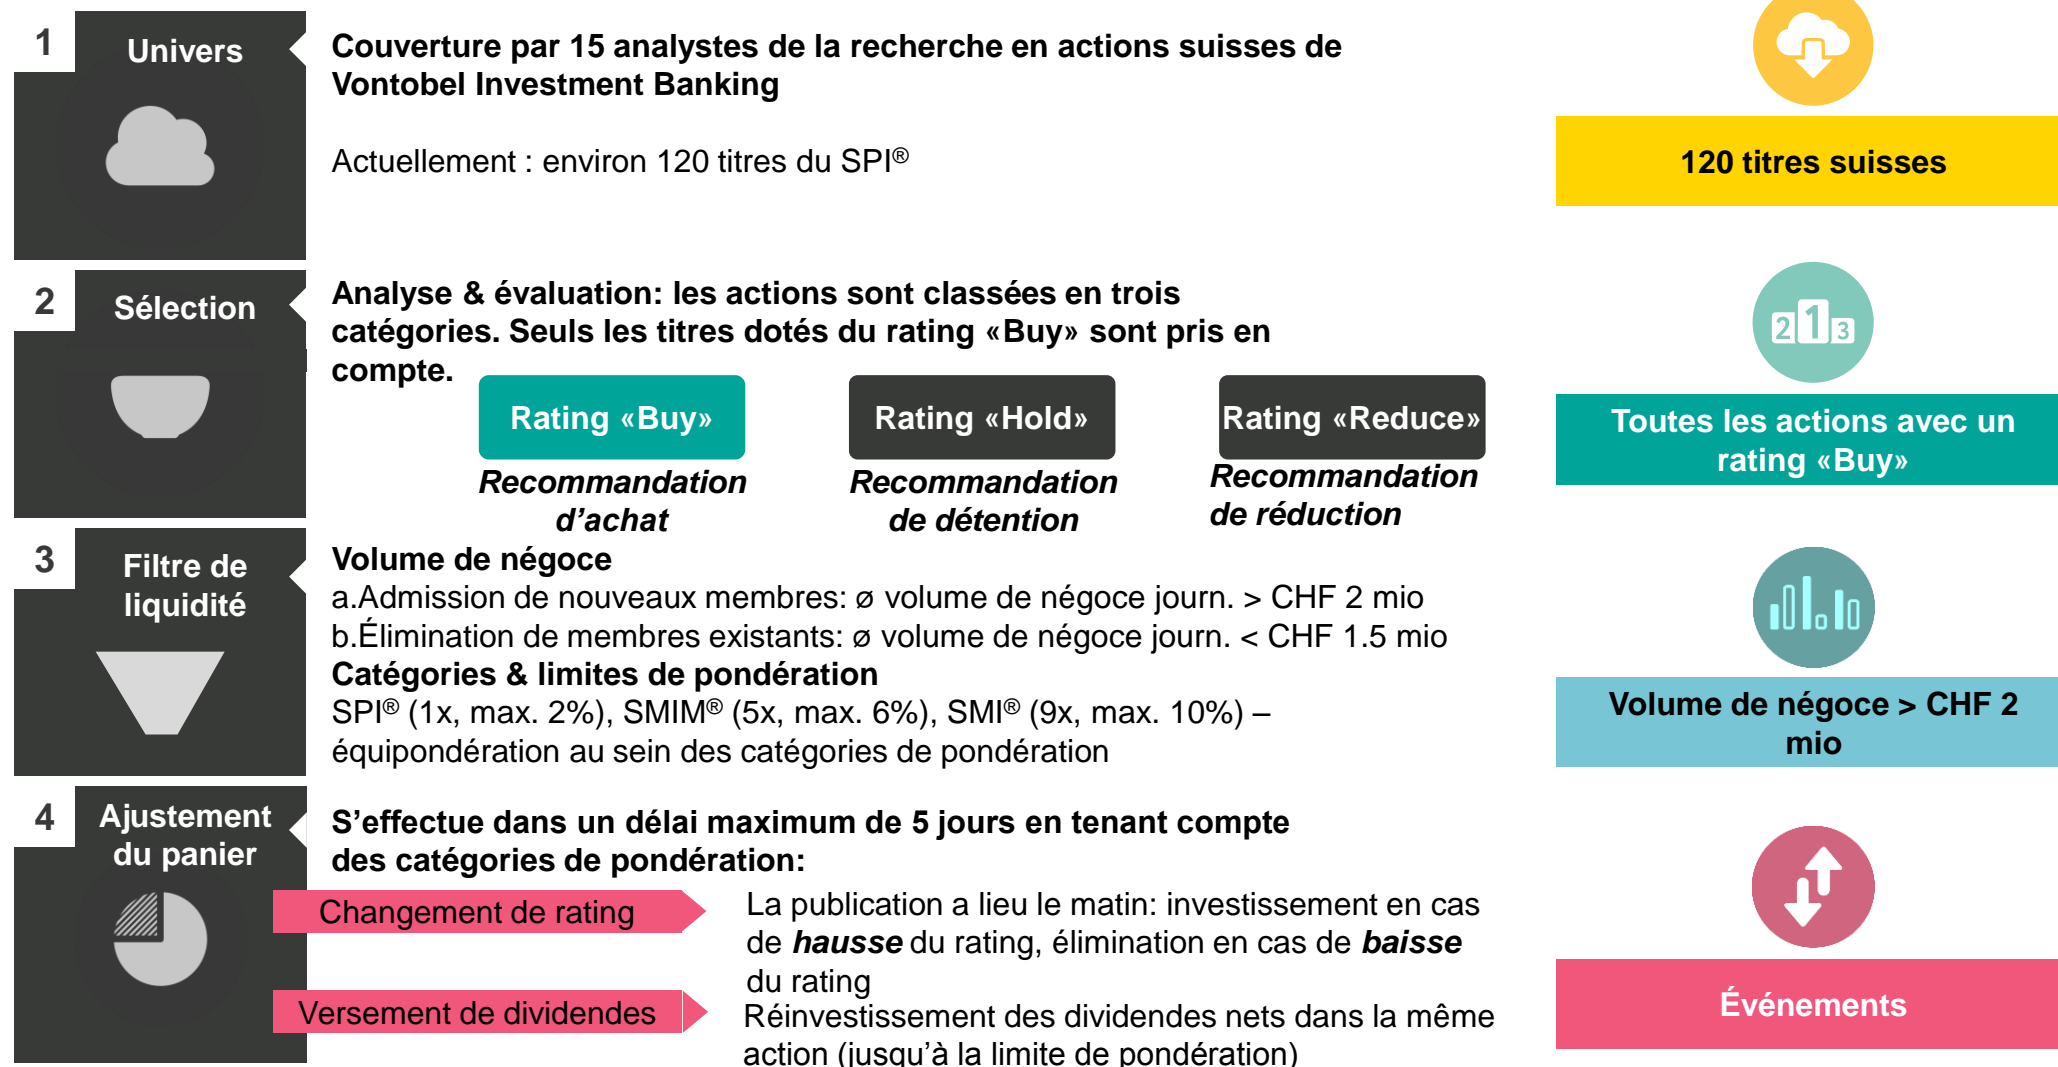 1
Univers
Couverture par 15 analystes de la recherche en actions suisses de
Vontobel Investment Banking
Actuellement : environ 120 titres du SPI®
120 titres suisses
2
Sélection
Analyse & évaluation: les actions sont classées en trois
catégories. Seuls les titres dotés du rating «Buy» sont pris en
compte.
Rating «Buy»
Rating «Hold»
Rating «Reduce»
Recommandation
d’achat
Recommandation
de détention
Recommandation
de réduction
2 1 3
Toutes les actions avec un
rating «Buy»
3
Filtre de
liquidité
Volume de négoce
a.Admission de nouveaux membres: ø volume de négoce journ. > CHF 2 mio
b.Élimination de membres existants: ø volume de négoce journ. < CHF 1.5 mio
Catégories & limites de pondération
SPI® (1x, max. 2%), SMIM® (5x, max. 6%), SMI® (9x, max. 10%) –
équipondération au sein des catégories de pondération
Volume de négoce > CHF 2
mio
4
Ajustement
du panier
S’effectue dans un délai maximum de 5 jours en tenant compte
des catégories de pondération:
Changement de rating
La publication a lieu le matin: investissement en cas
de hausse du rating, élimination en cas de baisse
du rating
Versement de dividendes
Réinvestissement des dividendes nets dans la même
action (jusqu’à la limite de pondération)
Événements